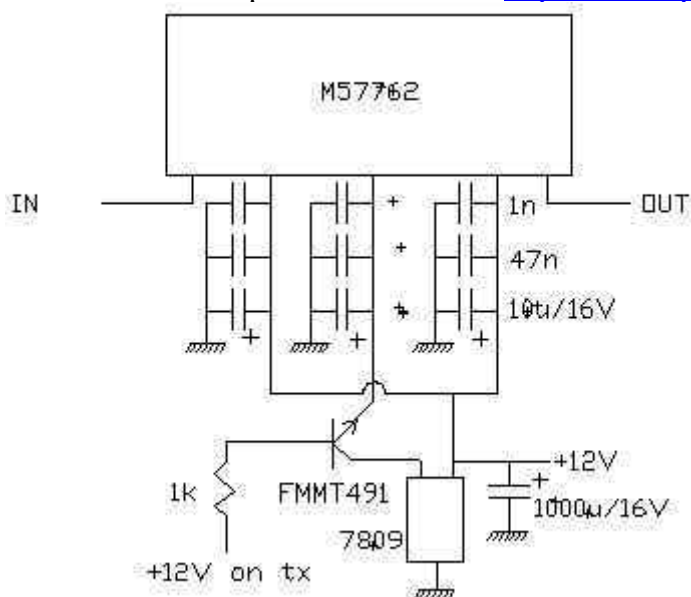 M57762
IN
OUT
1n
47n
10u/16V
+12V
1k
FMMT491
1000u/16V
7809
+12V on tx